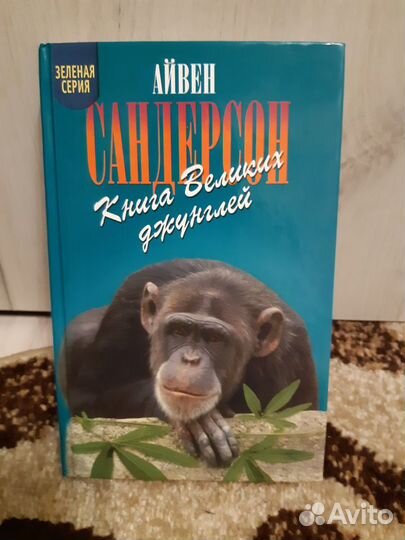 ЗЕЛЕНАЯ
СЕРИЯ
АЙВЕН
САНДЕРСОН
Книга Великих
джунглей
Avito